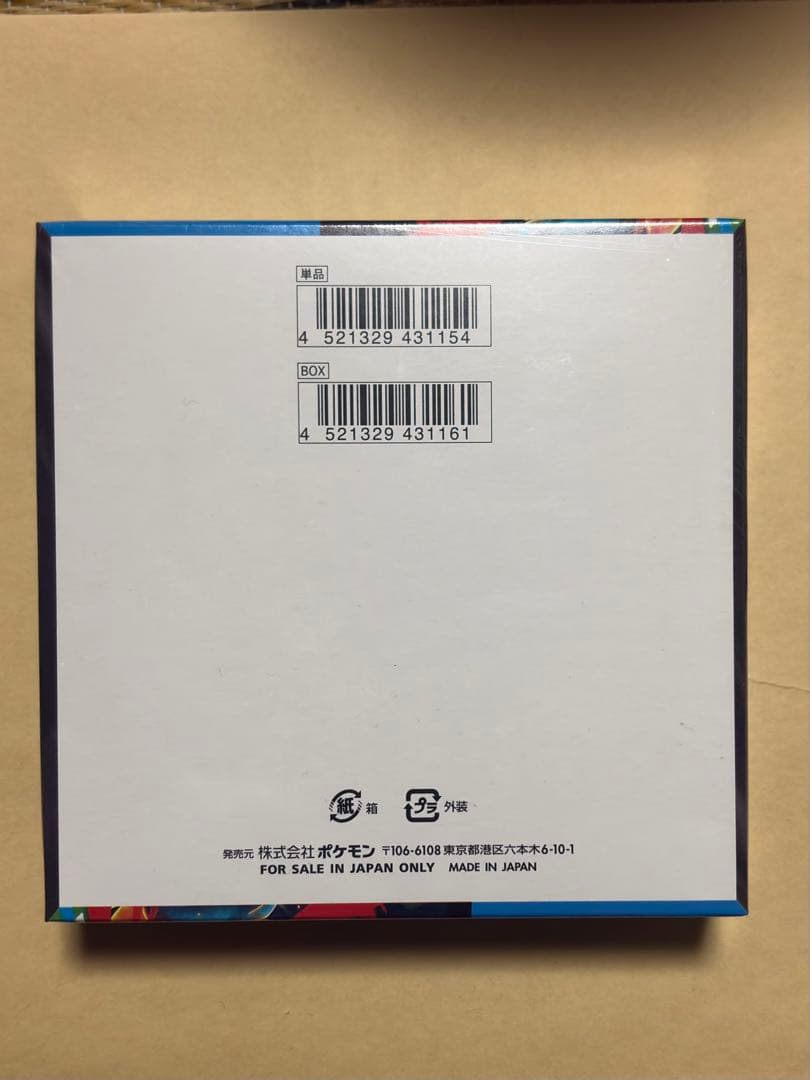 単品
4 521329 431154
BOX
4 521329 431161
紙 箱 プラ 外装
発売元 株式会社 ポケモン 〒106-6108 東京都港区六本木6-10-1
FOR SALE IN JAPAN ONLY MADE IN JAPAN